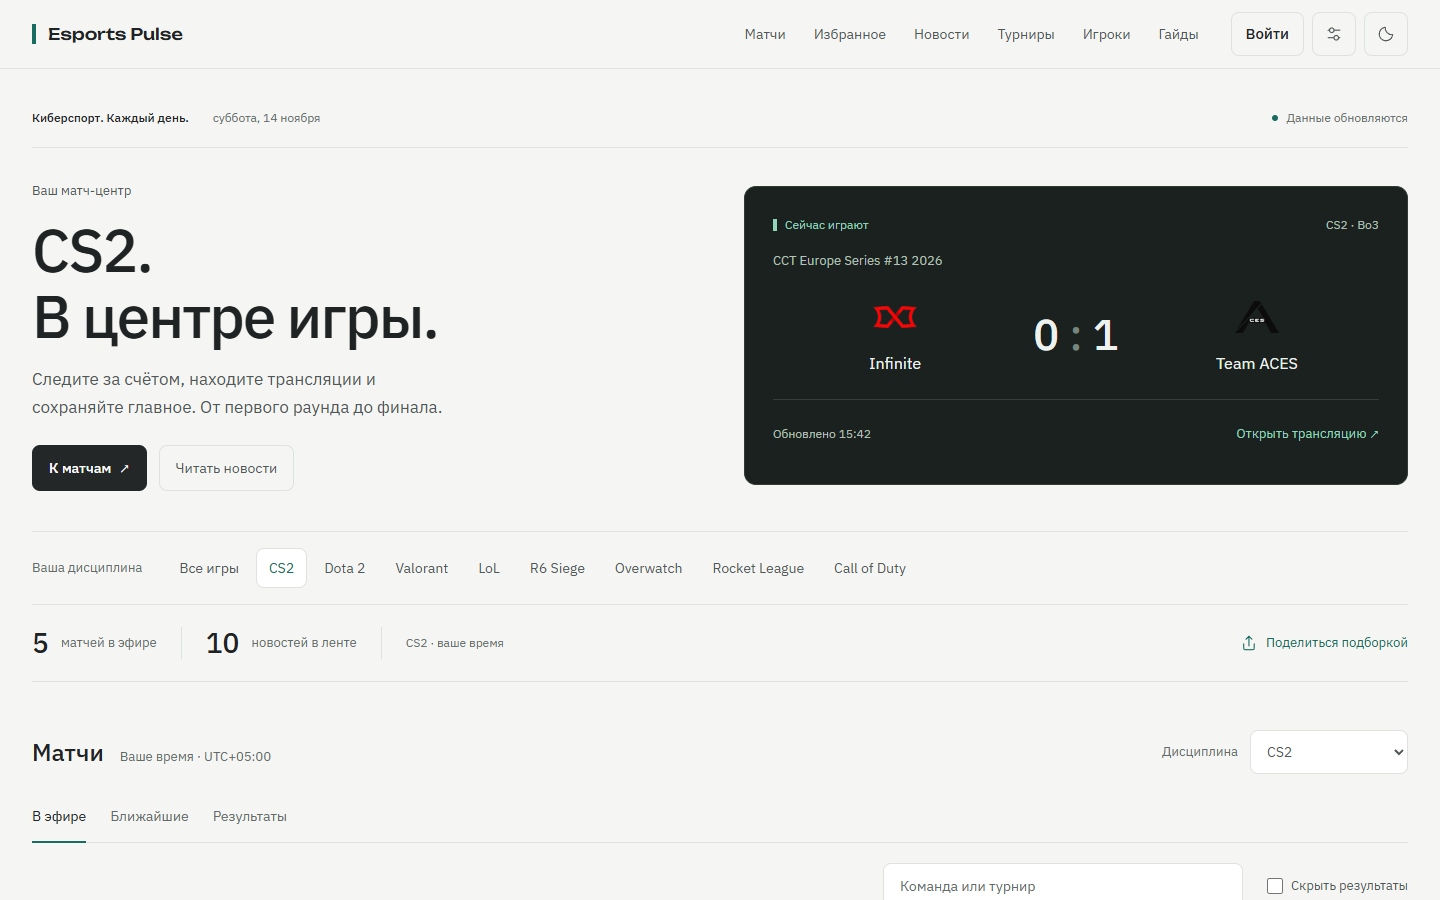 Esports Pulse
Матчи
Избранное
Новости
Турниры
Игроки
Гайды
Войти
Киберспорт. Каждый день.
суббота, 14 ноября
Данные обновляются
Ваш матч-центр
CS2.
В центре игры.
Следите за счётом, находите трансляции и
сохраняйте главное. От первого раунда до финала.
К матчам ↗
Читать новости
Сейчас играют
CS2 · Bo3
CCT Europe Series #13 2026
0 : 1
CES
Infinite
Team ACES
Обновлено 15:42
Открыть трансляцию ↗
Ваша дисциплина
Все игры
CS2
Dota 2
Valorant
LoL
R6 Siege
Overwatch
Rocket League
Call of Duty
5 матчей в эфире
10 новостей в ленте
CS2 · ваше время
Поделиться подборкой
Матчи
Ваше время · UTC+05:00
Дисциплина
CS2
В эфире
Ближайшие
Результаты
Команда или турнир
Скрыть результаты